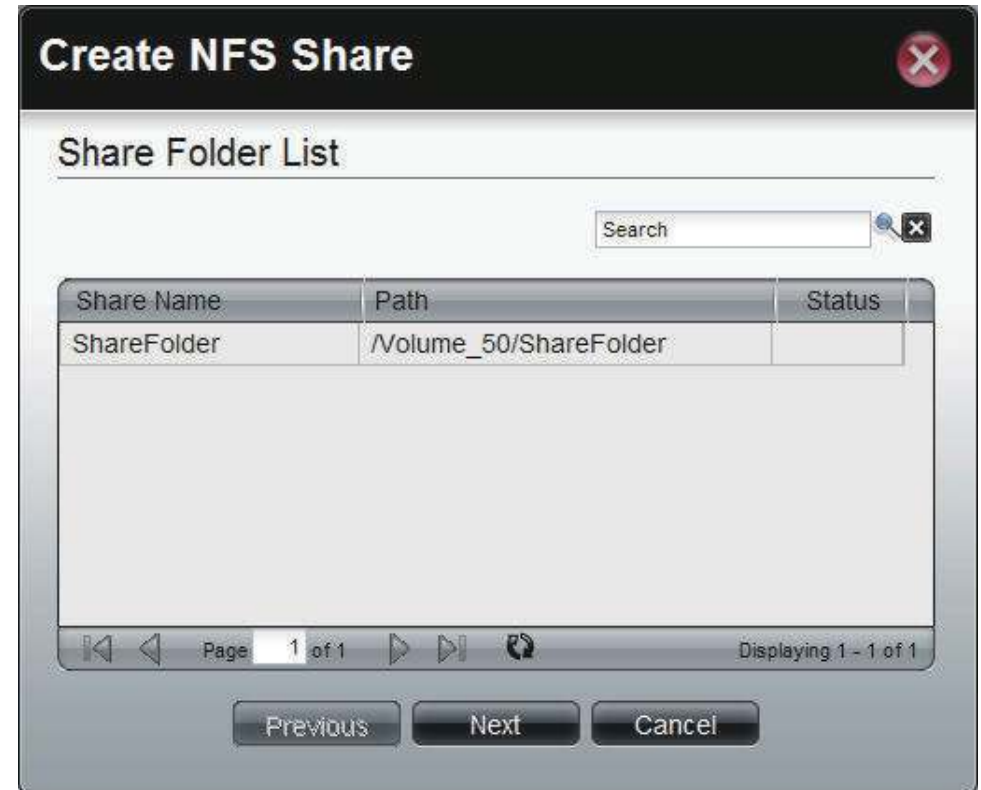 Create NFS Share
Share Folder List
Search
Share Name Path Status
ShareFolder /Volume_50/ShareFolder
Page 1 of 1 Displaying 1 - 1 of 1
Previous Next Cancel